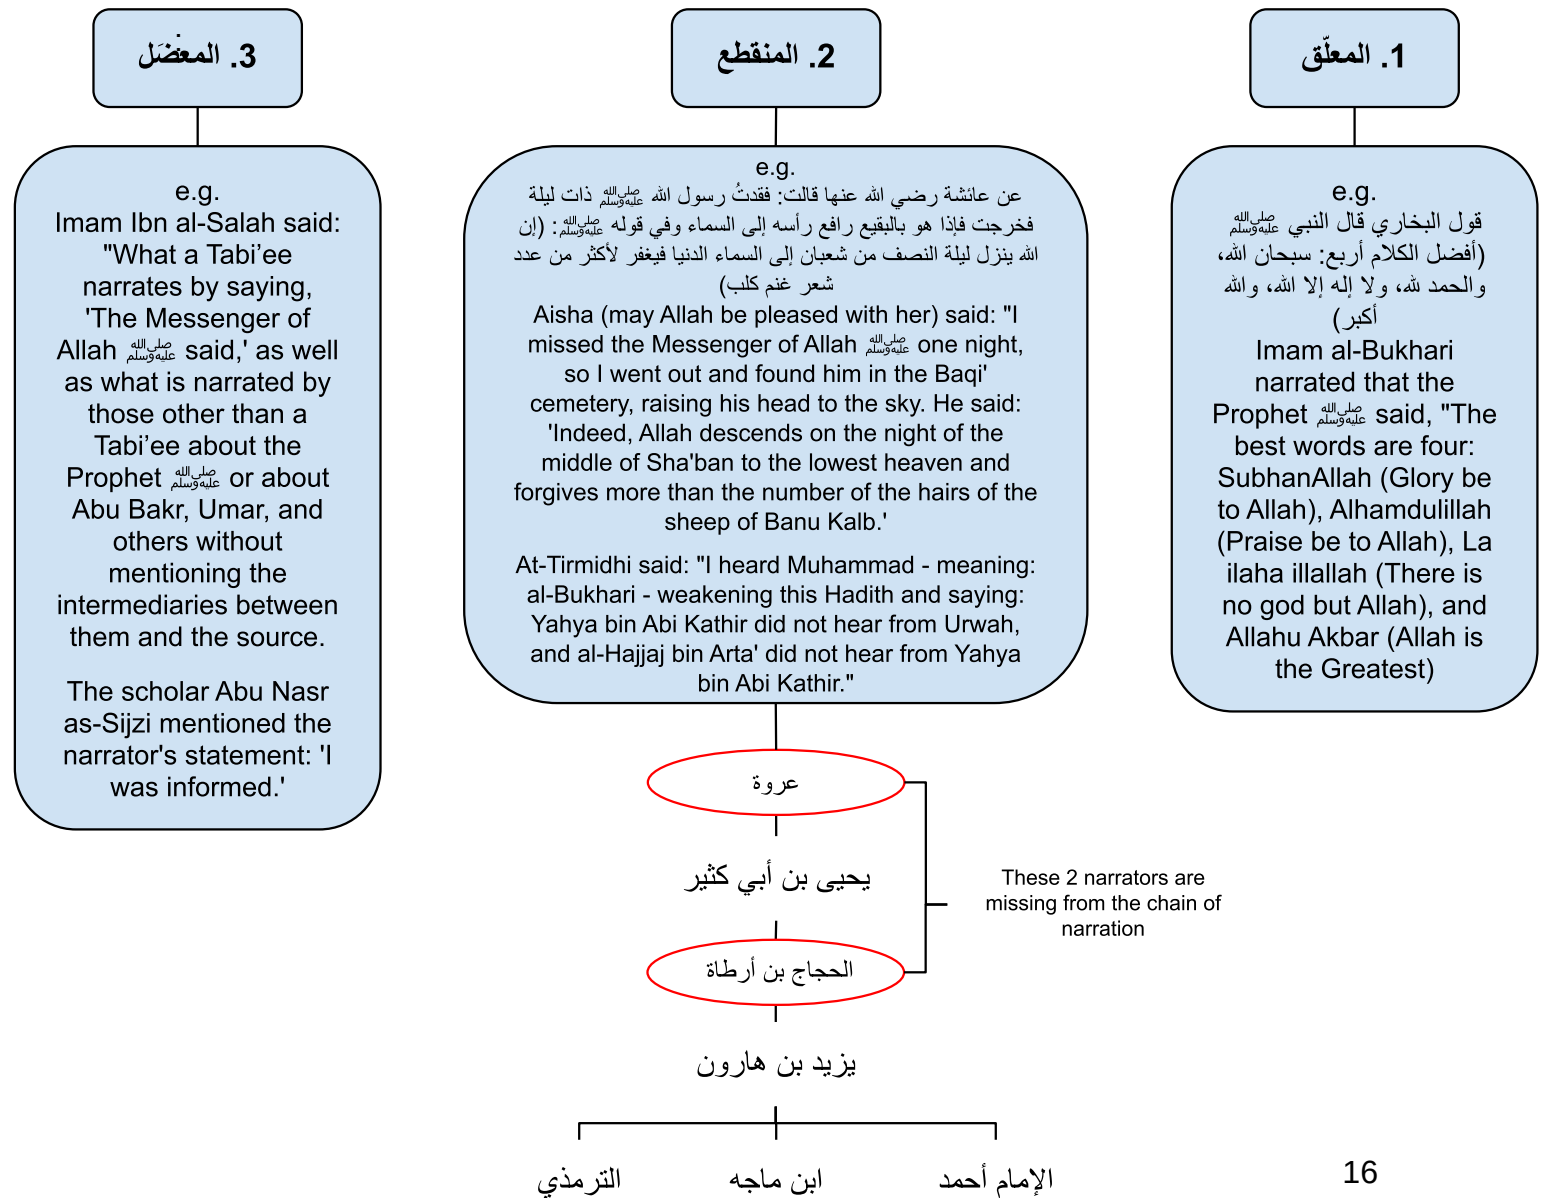 1. المعلّق
e.g.
قول البخاري قال النبي ﷺ
(أفضل الكلام أربع: سبحان الله،
والحمد لله، ولا إله إلا الله، والله
أكبر)
Imam al-Bukhari
narrated that the
Prophet ﷺ said, "The
best words are four:
SubhanAllah (Glory be
to Allah), Alhamdulillah
(Praise be to Allah), La
ilaha illallah (There is
no god but Allah), and
Allahu Akbar (Allah is
the Greatest)
2. المنقطع
e.g.
عن عائشة رضي الله عنها قالت: فقدتُ رسول الله ﷺ ذات ليلة
فخرجت فإذا هو بالبقيع رافع رأسه إلى السماء وفي قوله ﷺ: (إن
الله ينزل ليلة النصف من شعبان إلى السماء الدنيا فيغفر لأكثر من عدد
شعر غنم كلب)
Aisha (may Allah be pleased with her) said: "I
missed the Messenger of Allah ﷺ one night,
so I went out and found him in the Baqi'
cemetery, raising his head to the sky. He said:
'Indeed, Allah descends on the night of the
middle of Sha'ban to the lowest heaven and
forgives more than the number of the hairs of the
sheep of Banu Kalb.'
At-Tirmidhi said: "I heard Muhammad - meaning:
al-Bukhari - weakening this Hadith and saying:
Yahya bin Abi Kathir did not hear from Urwah,
and al-Hajjaj bin Arta' did not hear from Yahya
bin Abi Kathir."
عروة
يحيى بن أبي كثير
الحجاج بن أرطاة
These 2 narrators are
missing from the chain of
narration
يزيد بن هارون
الإمام أحمد
ابن ماجه
الترمذي
3. المعْضَل
e.g.
Imam Ibn al-Salah said:
"What a Tabi’ee
narrates by saying,
'The Messenger of
Allah ﷺ said,' as well
as what is narrated by
those other than a
Tabi’ee about the
Prophet ﷺ or about
Abu Bakr, Umar, and
others without
mentioning the
intermediaries between
them and the source.
The scholar Abu Nasr
as-Sijzi mentioned the
narrator's statement: 'I
was informed.'
16